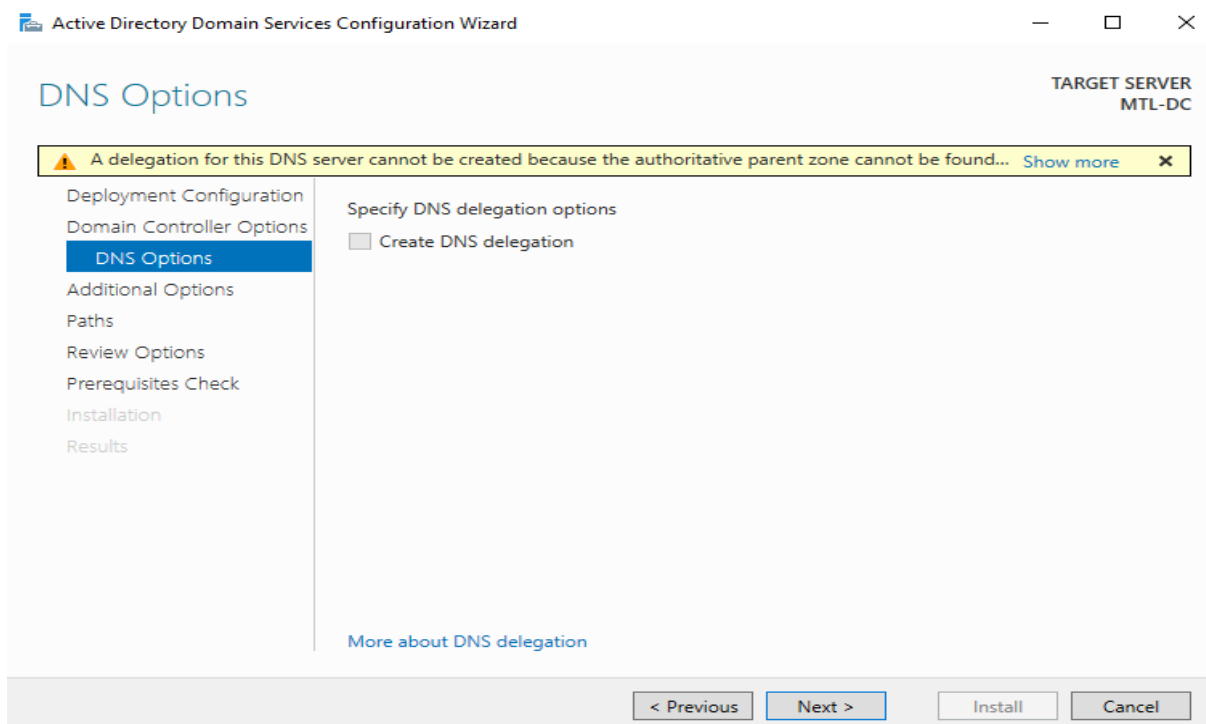 Active Directory Domain Services Configuration Wizard
DNS Options
TARGET SERVER
MTL-DC
A delegation for this DNS server cannot be created because the authoritative parent zone cannot be found... Show more
Deployment Configuration
Domain Controller Options
DNS Options
Additional Options
Paths
Review Options
Prerequisites Check
Installation
Results
Specify DNS delegation options
Create DNS delegation
More about DNS delegation
< Previous Next > Install Cancel